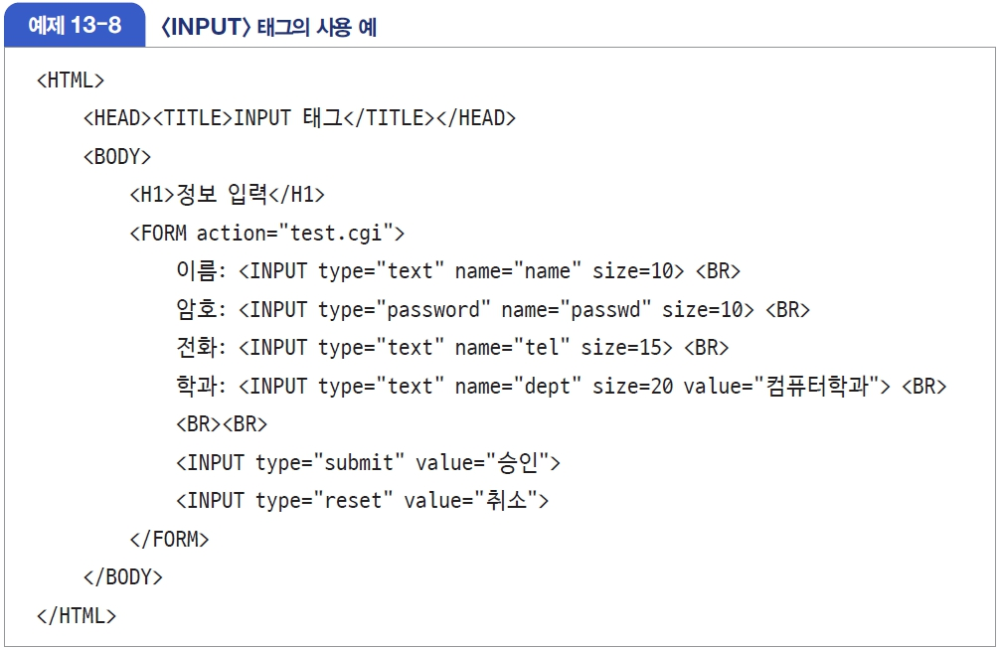 예제 13-8 <INPUT> 태그의 사용 예
<HTML>
<HEAD><TITLE>INPUT 태그</TITLE></HEAD>
<BODY>
<H1>정보 입력</H1>
<FORM action="test.cgi">
이름: <INPUT type="text" name="name" size=10> <BR>
암호: <INPUT type="password" name="passwd" size=10> <BR>
전화: <INPUT type="text" name="tel" size=15> <BR>
학과: <INPUT type="text" name="dept" size=20 value="컴퓨터학과"> <BR>
<BR><BR>
<INPUT type="submit" value="승인">
<INPUT type="reset" value="취소">
</FORM>
</BODY>
</HTML>